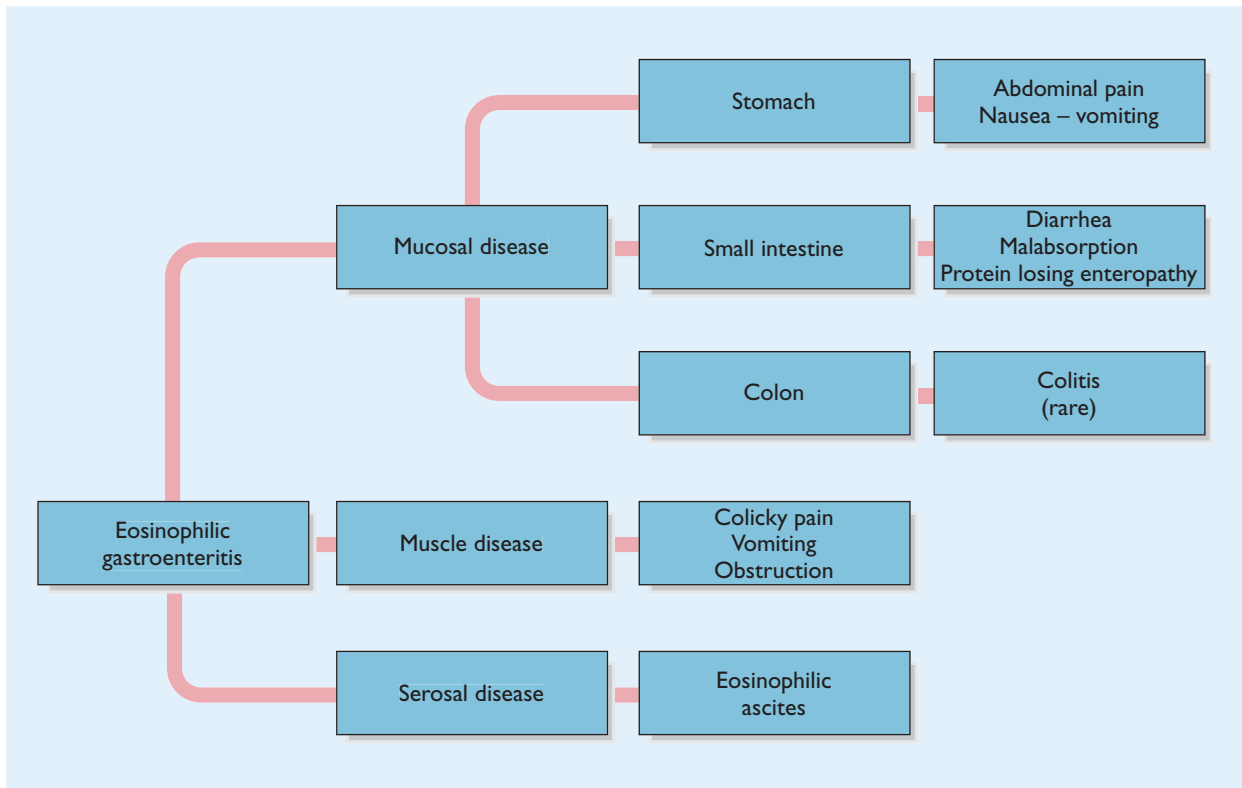 Stomach
Abdominal pain
Nausea – vomiting
Mucosal disease
Small intestine
Diarrhea
Malabsorption
Protein losing enteropathy
Colon
Colitis
(rare)
Eosinophilic
gastroenteritis
Muscle disease
Colicky pain
Vomiting
Obstruction
Serosal disease
Eosinophilic
ascites